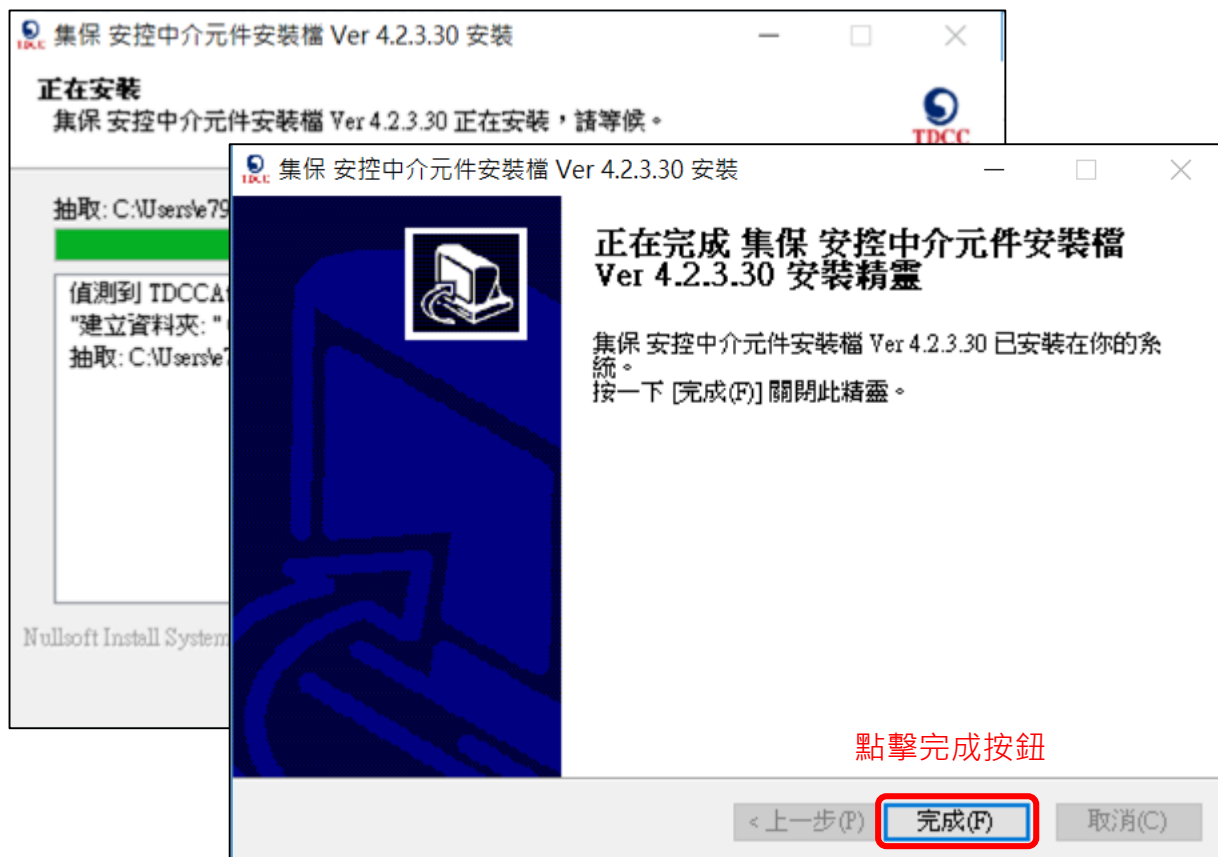 集保 安控中介元件安裝檔 Ver 4.2.3.30 安裝
正在安裝
集保 安控中介元件安裝檔 Ver 4.2.3.30 正在安裝，請等候。
TDCC
抽取: C:\Users\e79
偵測到 TDCCA
"建立資料夾: "
抽取: C:\Users\e7
Nullsoft Install System
TDCC
集保 安控中介元件安裝檔 Ver 4.2.3.30 安裝
正在完成 集保 安控中介元件安裝檔
Ver 4.2.3.30 安裝精靈
集保 安控中介元件安裝檔 Ver 4.2.3.30 已安裝在你的系
統。
按一下 [完成(F)] 關閉此精靈。
點擊完成按鈕
<上一步(P)
完成(F)
取消(C)